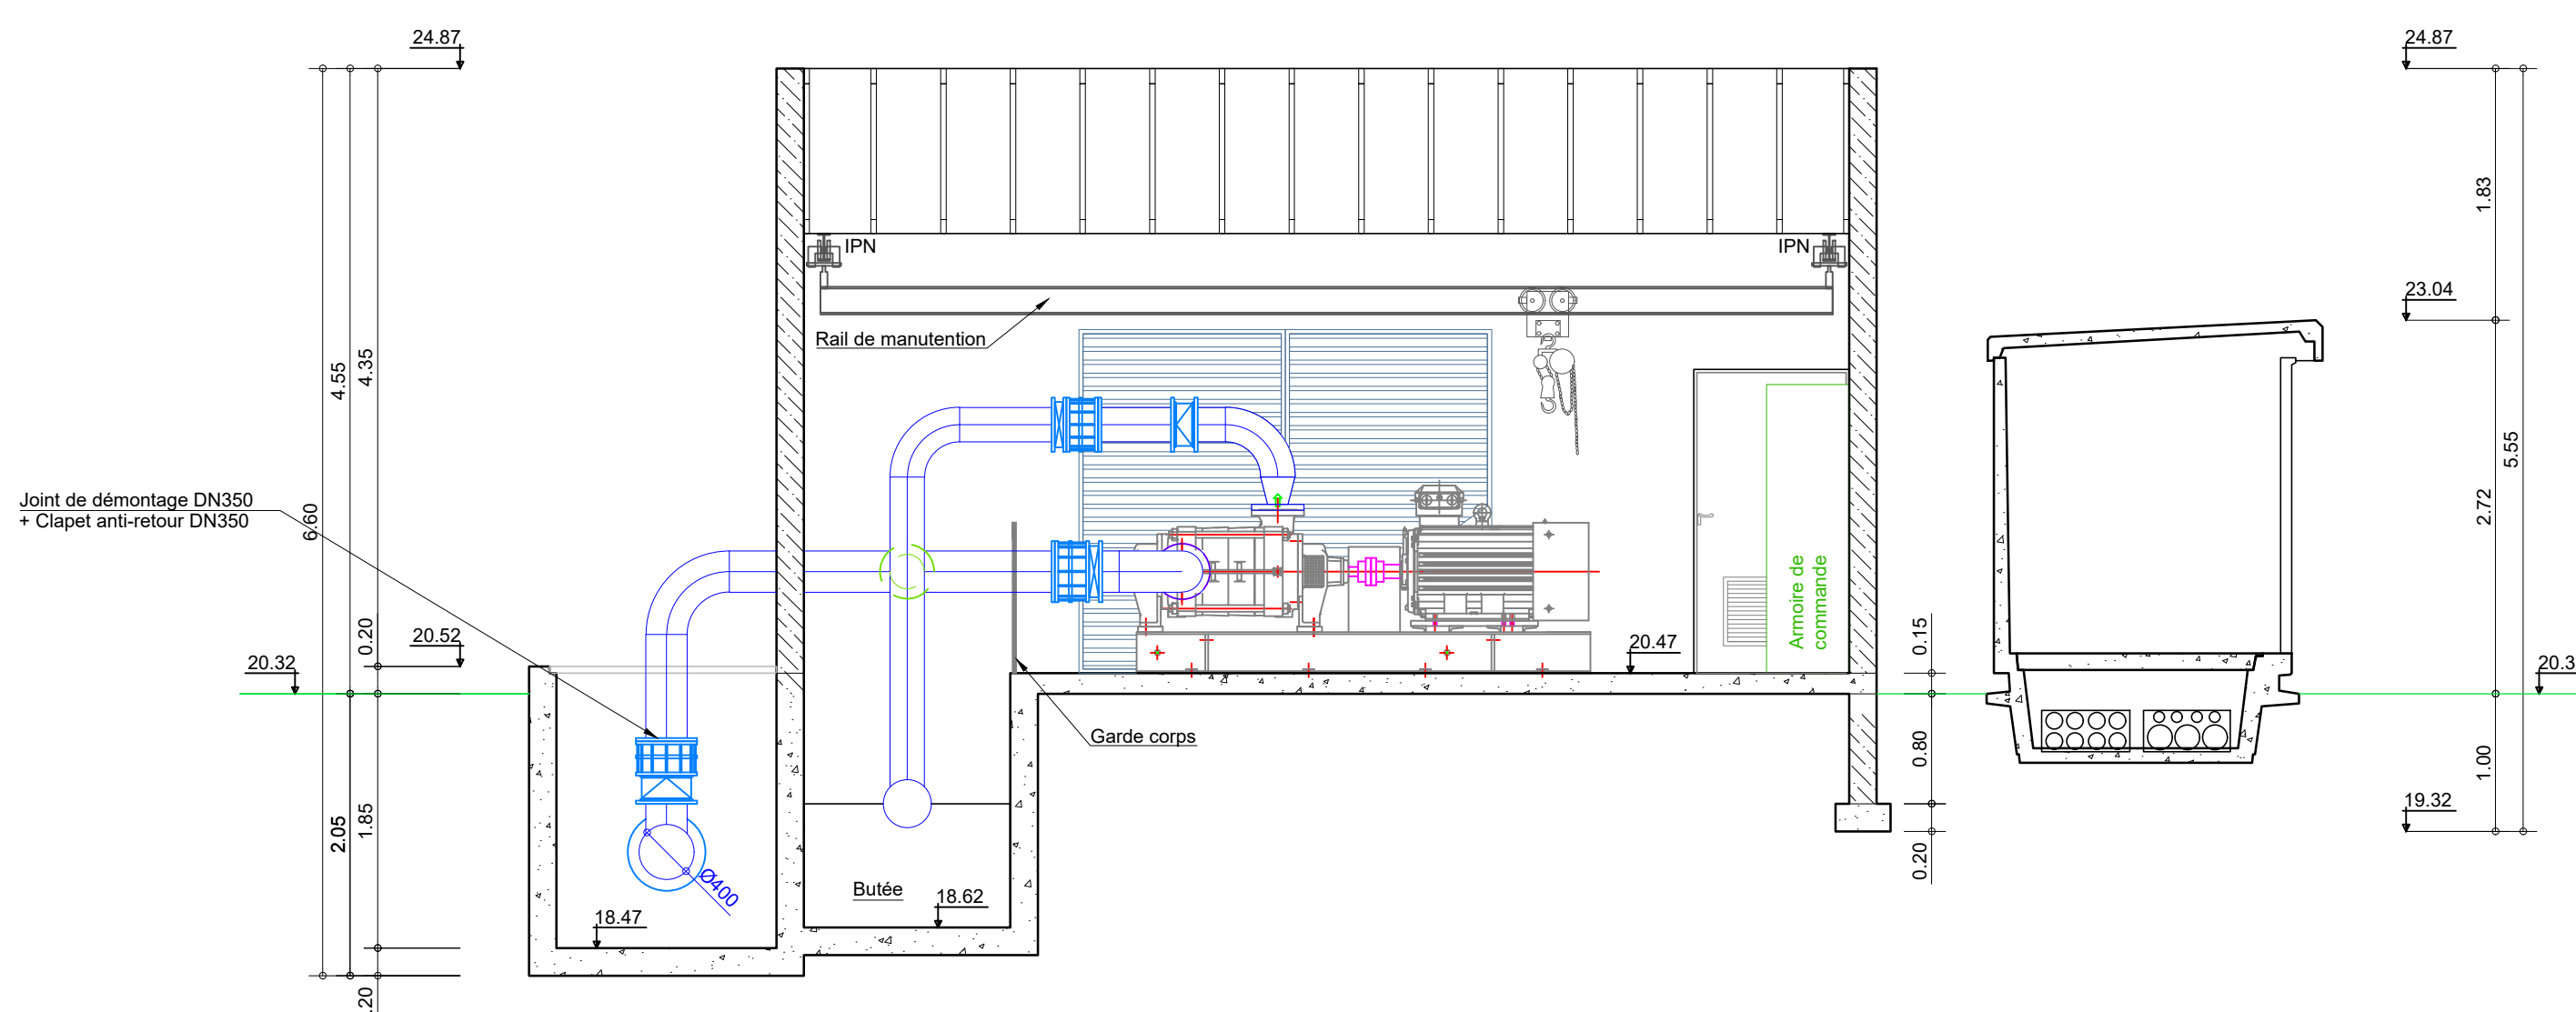 24.87
24.87
1.83
IPN
IPN
23.04
Rail de manutention
4.55
4.35
5.55
2.72
Joint de démontage DN350
+ Clapet anti-retour DN350
6.60
Armoire de
commande
0.20
20.52
20.32
20.47
0.15
Garde corps
0.80
1.00
2.05
1.85
19.32
0.20
Ø400
Butée
18.62
18.47